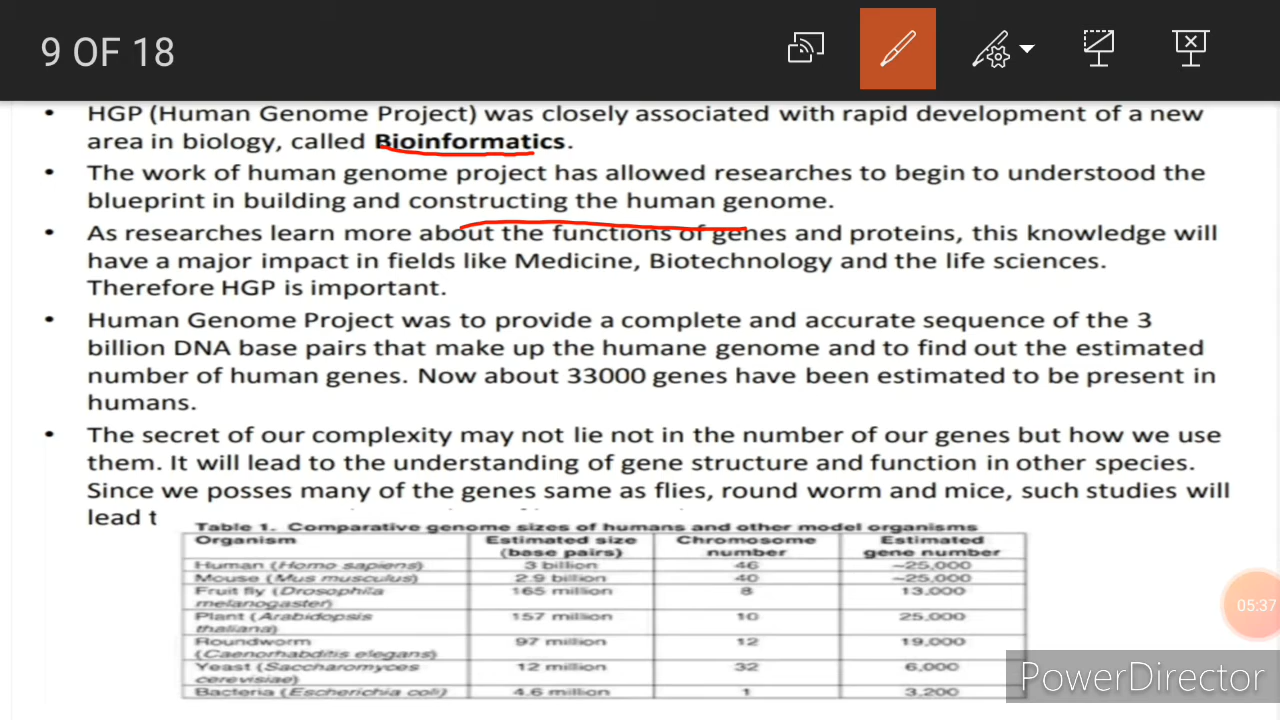 9 OF 18
• HGP (Human Genome Project) was closely associated with rapid development of a new
area in biology, called Bioinformatics.
• The work of human genome project has allowed researches to begin to understood the
blueprint in building and constructing the human genome.
• As researches learn more about the functions of genes and proteins, this knowledge will
have a major impact in fields like Medicine, Biotechnology and the life sciences.
Therefore HGP is important.
• Human Genome Project was to provide a complete and accurate sequence of the 3
billion DNA base pairs that make up the humane genome and to find out the estimated
number of human genes. Now about 33000 genes have been estimated to be present in
humans.
• The secret of our complexity may not lie not in the number of our genes but how we use
them. It will lead to the understanding of gene structure and function in other species.
Since we posses many of the genes same as flies, round worm and mice, such studies will
lead t
Table 1. Comparative genome sizes of humans and other model organisms
Organism Estimated size (base pairs) Chromosome number Estimated gene number
Human (Homo sapiens) 3 billion 46 ~25,000
Mouse (Mus musculus) 2.9 billion 40 ~25,000
Fruit fly (Drosophila melanogaster) 165 million 8 13,000
Plant (Arabidopsis thaliana) 157 million 10 25,000
Roundworm (Caenorhabditis elegans) 97 million 12 19,000
Yeast (Saccharomyces cerevisiae) 12 million 32 6,000
Bacteria (Escherichia coli) 4.6 million 1 3,200
05:37
PowerDirector